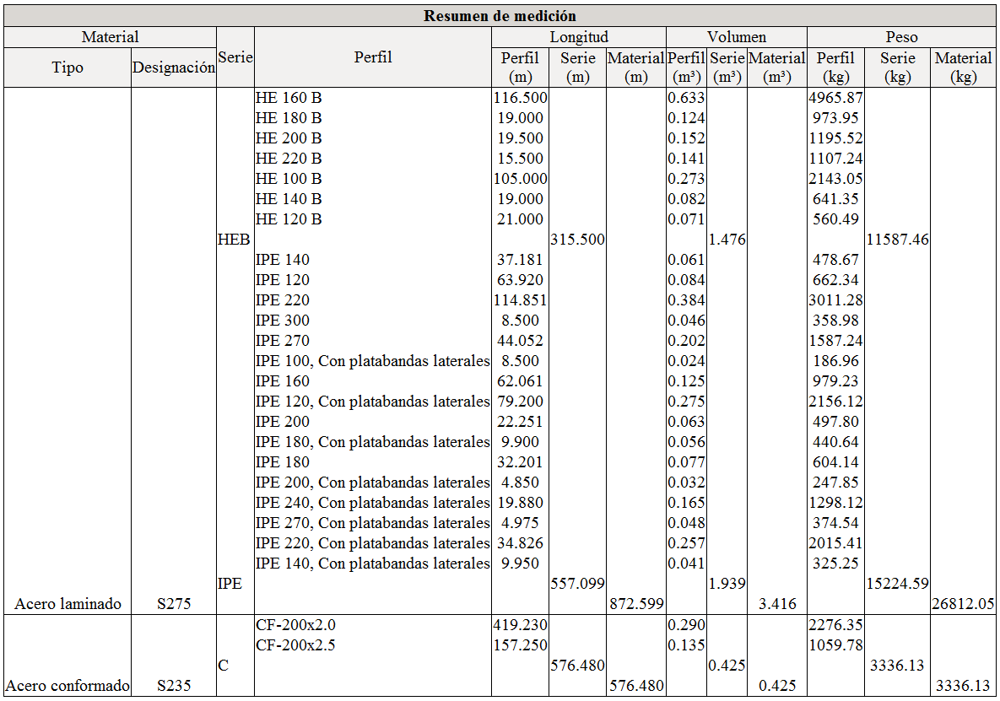 Resumen de medición
Material Serie Perfil Longitud Volumen Peso
Tipo Designación Perfil (m) Serie (m) Material (m) Perfil (m³) Serie (m³) Material (m³) Perfil (kg) Serie (kg) Material (kg)
HE 160 B 116.500 0.633 4965.87
HE 180 B 19.000 0.124 973.95
HE 200 B 19.500 0.152 1195.52
HE 220 B 15.500 0.141 1107.24
HE 100 B 105.000 0.273 2143.05
HE 140 B 19.000 0.082 641.35
HE 120 B 21.000 0.071 560.49
HEB 315.500 1.476 11587.46
IPE 140 37.181 0.061 478.67
IPE 120 63.920 0.084 662.34
IPE 220 114.851 0.384 3011.28
IPE 300 8.500 0.046 358.98
IPE 270 44.052 0.202 1587.24
IPE 100, Con platabandas laterales 8.500 0.024 186.96
IPE 160 62.061 0.125 979.23
IPE 120, Con platabandas laterales 79.200 0.275 2156.12
IPE 200 22.251 0.063 497.80
IPE 180, Con platabandas laterales 9.900 0.056 440.64
IPE 180 32.201 0.077 604.14
IPE 200, Con platabandas laterales 4.850 0.032 247.85
IPE 240, Con platabandas laterales 19.880 0.165 1298.12
IPE 270, Con platabandas laterales 4.975 0.048 374.54
IPE 220, Con platabandas laterales 34.826 0.257 2015.41
IPE 140, Con platabandas laterales 9.950 0.041 325.25
IPE 557.099 1.939 15224.59
Acero laminado S275 872.599 3.416 26812.05
CF-200x2.0 419.230 0.290 2276.35
CF-200x2.5 157.250 0.135 1059.78
C 576.480 0.425 3336.13
Acero conformado S235 576.480 0.425 3336.13